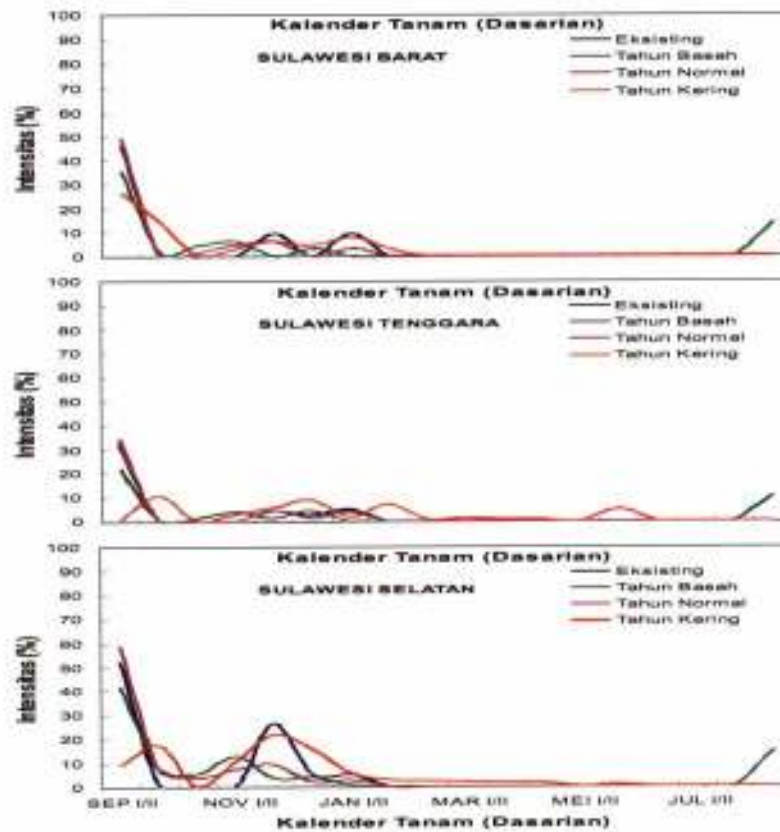 Kalender Tanam (Dasarian)
SULAWESI BARAT
Eksisting
Tahun Basah
Tahun Normal
Tahun Kering
Intensitas (%)
100
90
80
70
60
50
40
30
20
10
0
Kalender Tanam (Dasarian)
SULAWESI TENGGARA
Eksisting
Tahun Basah
Tahun Normal
Tahun Kering
Intensitas (%)
100
90
80
70
60
50
40
30
20
10
0
Kalender Tanam (Dasarian)
SULAWESI SELATAN
Eksisting
Tahun Basah
Tahun Normal
Tahun Kering
Intensitas (%)
100
90
80
70
60
50
40
30
20
10
0
SEP I/II NOV I/II JAN I/II MAR I/II MEI I/II JUL I/II
Kalender Tanam (Dasarian)